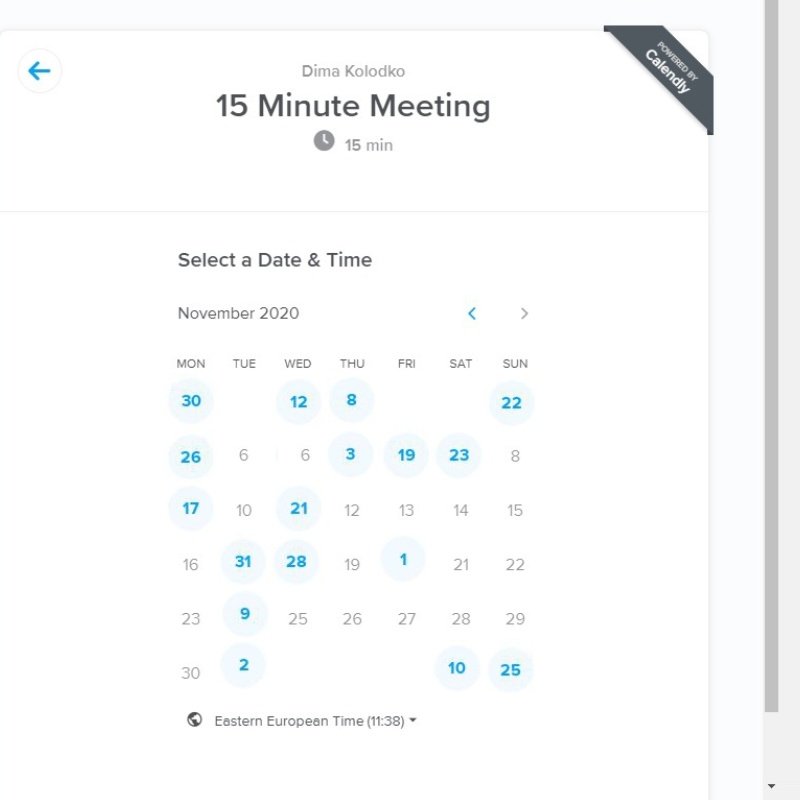 POWERED BY
Calendly
Dima Kolodko
15 Minute Meeting
15 min
Select a Date & Time
November 2020
MON TUE WED THU FRI SAT SUN
30 12 8 22
26 6 6 3 19 23 8
17 10 21 12 13 14 15
16 31 28 19 1 21 22
23 9 25 26 27 28 29
30 2 10 25
Eastern European Time (11:38)